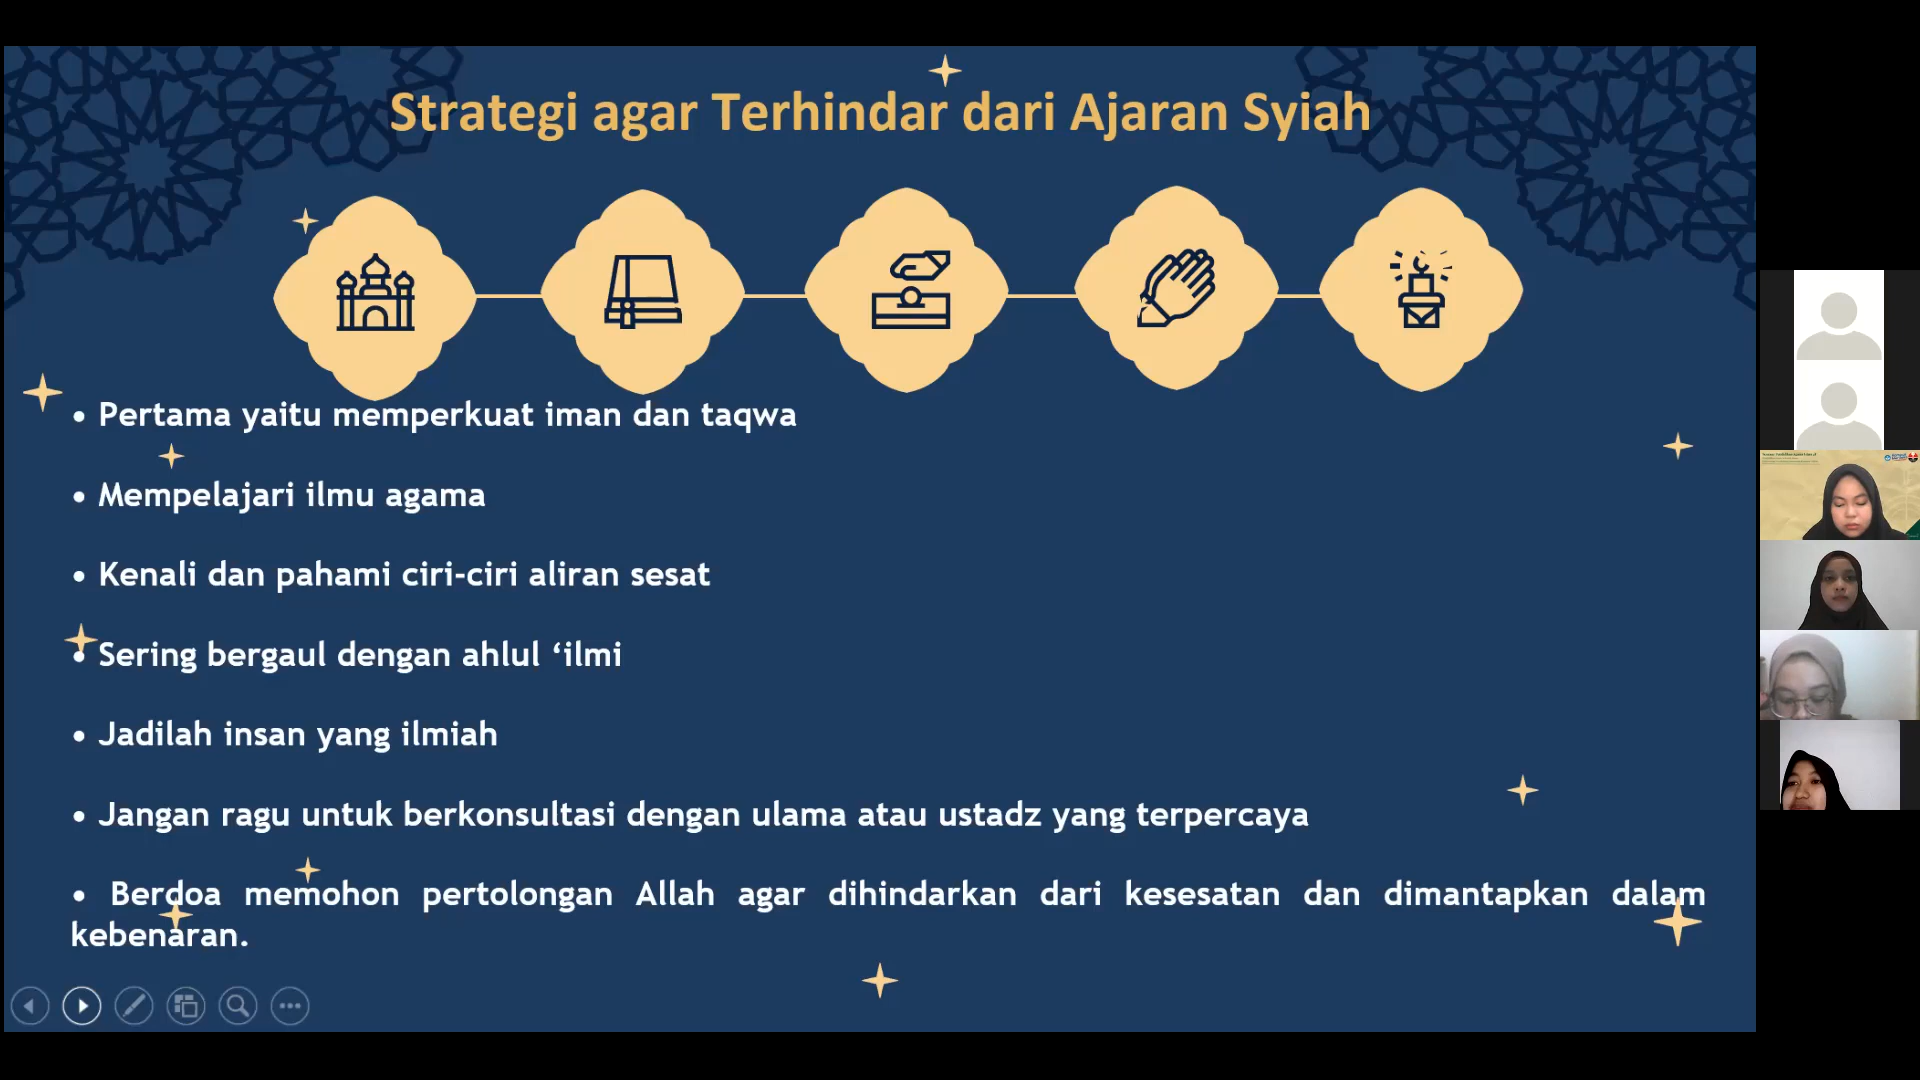 Strategi agar Terhindar dari Ajaran Syiah
• Pertama yaitu memperkuat iman dan taqwa
• Mempelajari ilmu agama
• Kenali dan pahami ciri-ciri aliran sesat
• Sering bergaul dengan ahlul ‘ilmi
• Jadilah insan yang ilmiah
• Jangan ragu untuk berkonsultasi dengan ulama atau ustadz yang terpercaya
• Berdoa memohon pertolongan Allah agar dihindarkan dari kesesatan dan dimantapkan dalam
kebenaran.